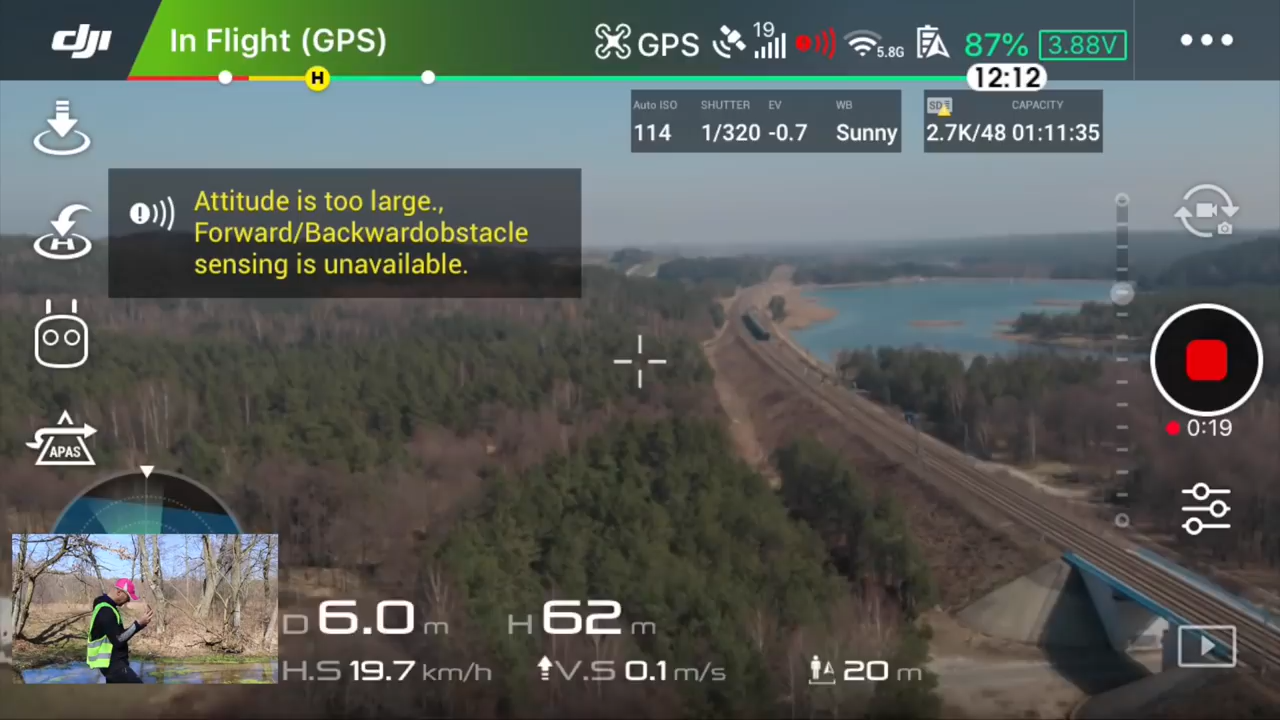 dji In Flight (GPS) GPS 19 5.8G 87% 3.88V
H 12:12
Auto ISO SHUTTER EV WB CAPACITY
114 1/320 -0.7 Sunny 2.7K/48 01:11:35
Attitude is too large.,
Forward/Backwardobstacle
sensing is unavailable.
H
APAS
0:19
D 6.0 m H 62 m
H.S 19.7 km/h V.S 0.1 m/s 20 m